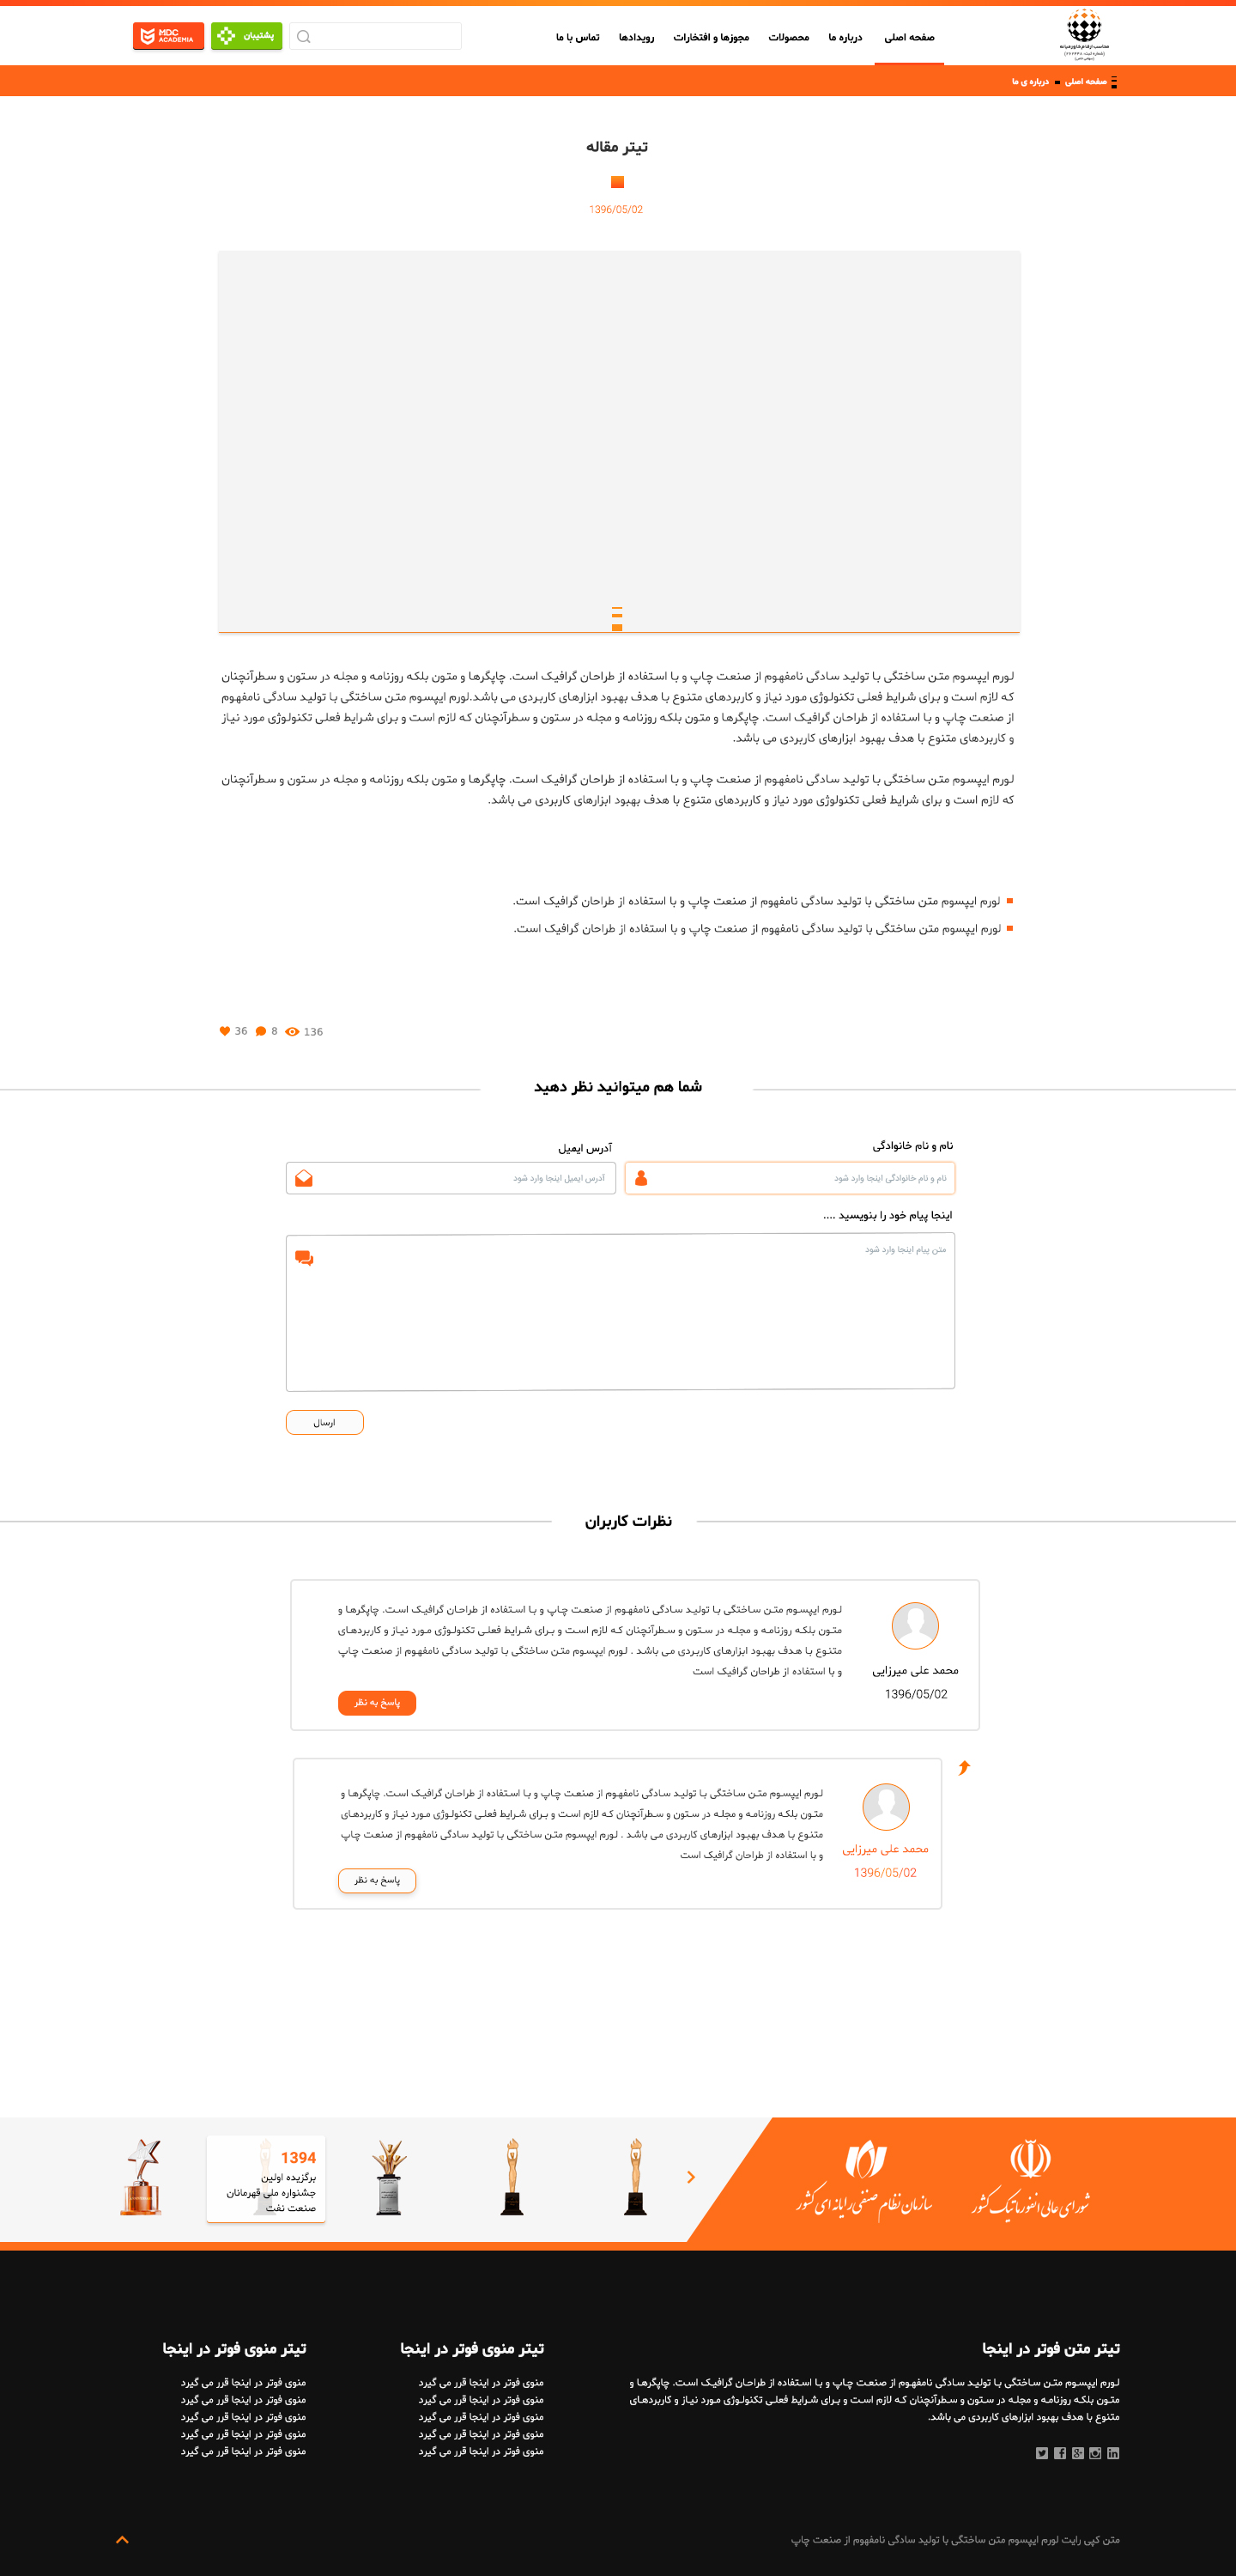 صفحه اصلی
درباره ما
محصولات
مجوزها و افتخارات
رویدادها
تماس با ما
پشتیبان
MDC
ACADEMIA
صفحه اصلی
درباره ی ما
تیتر مقاله
1396/05/02
لورم ایپسوم متن ساختگی با تولید سادگی نامفهوم از صنعت چاپ و با استفاده از طراحان گرافیک است. چاپگرها و متون بلکه روزنامه و مجله در ستون و سطرآنچنان
که لازم است و برای شرایط فعلی تکنولوژی مورد نیاز و کاربردهای متنوع با هدف بهبود ابزارهای کاربردی می باشد.لورم ایپسوم متن ساختگی با تولید سادگی نامفهوم
از صنعت چاپ و با استفاده از طراحان گرافیک است. چاپگرها و متون بلکه روزنامه و مجله در ستون و سطرآنچنان که لازم است و برای شرایط فعلی تکنولوژی مورد نیاز
و کاربردهای متنوع با هدف بهبود ابزارهای کاربردی می باشد.
لورم ایپسوم متن ساختگی با تولید سادگی نامفهوم از صنعت چاپ و با استفاده از طراحان گرافیک است. چاپگرها و متون بلکه روزنامه و مجله در ستون و سطرآنچنان
که لازم است و برای شرایط فعلی تکنولوژی مورد نیاز و کاربردهای متنوع با هدف بهبود ابزارهای کاربردی می باشد.
لورم ایپسوم متن ساختگی با تولید سادگی نامفهوم از صنعت چاپ و با استفاده از طراحان گرافیک است.
لورم ایپسوم متن ساختگی با تولید سادگی نامفهوم از صنعت چاپ و با استفاده از طراحان گرافیک است.
36 8 136
شما هم میتوانید نظر دهید
نام و نام خانوادگی
آدرس ایمیل
نام و نام خانوادگی اینجا وارد شود
آدرس ایمیل اینجا وارد شود
اینجا پیام خود را بنویسید ....
متن پیام اینجا وارد شود
ارسال
نظرات کاربران
لورم ایپسوم متن ساختگی با تولید سادگی نامفهوم از صنعت چاپ و با استفاده از طراحان گرافیک است. چاپگرها و
متون بلکه روزنامه و مجله در ستون و سطرآنچنان که لازم است و برای شرایط فعلی تکنولوژی مورد نیاز و کاربردهای
متنوع با هدف بهبود ابزارهای کاربردی می باشد . لورم ایپسوم متن ساختگی با تولید سادگی نامفهوم از صنعت چاپ
و با استفاده از طراحان گرافیک است
محمد علی میرزایی
1396/05/02
پاسخ به نظر
لورم ایپسوم متن ساختگی با تولید سادگی نامفهوم از صنعت چاپ و با استفاده از طراحان گرافیک است. چاپگرها و
متون بلکه روزنامه و مجله در ستون و سطرآنچنان که لازم است و برای شرایط فعلی تکنولوژی مورد نیاز و کاربردهای
متنوع با هدف بهبود ابزارهای کاربردی می باشد . لورم ایپسوم متن ساختگی با تولید سادگی نامفهوم از صنعت چاپ
و با استفاده از طراحان گرافیک است
محمد علی میرزایی
1396/05/02
پاسخ به نظر
شورای عالی انفورماتیک کشور
سازمان نظام صنفی رایانه ای کشور
1394
برگزیده اولین
جشنواره ملی قهرمانان
صنعت نفت
تیتر متن فوتر در اینجا
لورم ایپسوم متن ساختگی با تولید سادگی نامفهوم از صنعت چاپ و با استفاده از طراحان گرافیک است. چاپگرها و
متون بلکه روزنامه و مجله در ستون و سطرآنچنان که لازم است و برای شرایط فعلی تکنولوژی مورد نیاز و کاربردهای
متنوع با هدف بهبود ابزارهای کاربردی می باشد.
تیتر منوی فوتر در اینجا
منوی فوتر در اینجا قرر می گیرد
منوی فوتر در اینجا قرر می گیرد
منوی فوتر در اینجا قرر می گیرد
منوی فوتر در اینجا قرر می گیرد
منوی فوتر در اینجا قرر می گیرد
تیتر منوی فوتر در اینجا
منوی فوتر در اینجا قرر می گیرد
منوی فوتر در اینجا قرر می گیرد
منوی فوتر در اینجا قرر می گیرد
منوی فوتر در اینجا قرر می گیرد
منوی فوتر در اینجا قرر می گیرد
متن کپی رایت لورم ایپسوم متن ساختگی با تولید سادگی نامفهوم از صنعت چاپ